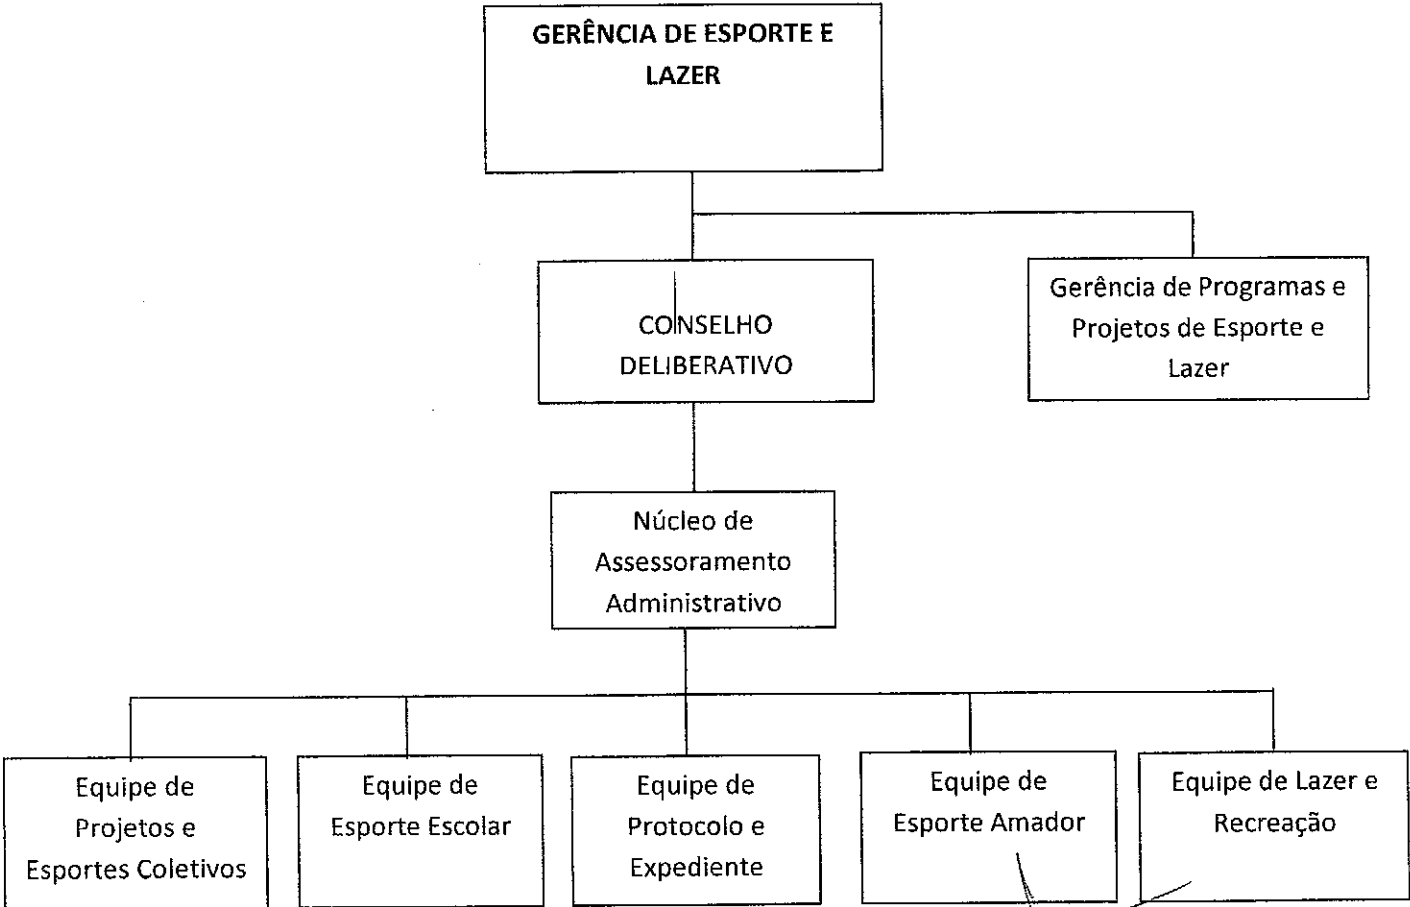 GERÊNCIA DE ESPORTE E
LAZER
CONSELHO
DELIBERATIVO
Gerência de Programas e
Projetos de Esporte e
Lazer
Núcleo de
Assessoramento
Administrativo
Equipe de
Projetos e
Esportes Coletivos
Equipe de
Esporte Escolar
Equipe de
Protocolo e
Expediente
Equipe de
Esporte Amador
Equipe de Lazer e
Recreação